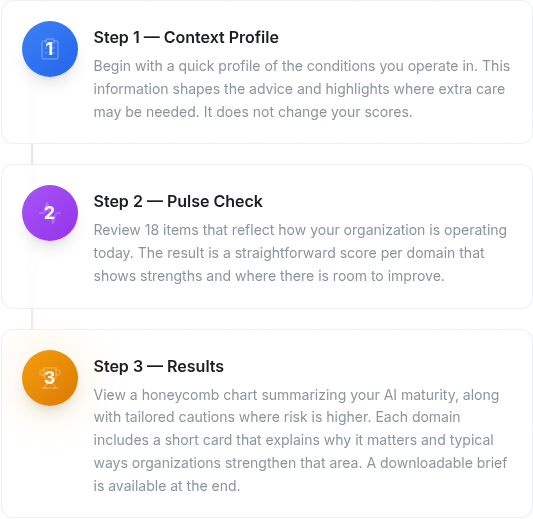 1
Step 1 — Context Profile
Begin with a quick profile of the conditions you operate in. This
information shapes the advice and highlights where extra care
may be needed. It does not change your scores.
2
Step 2 — Pulse Check
Review 18 items that reflect how your organization is operating
today. The result is a straightforward score per domain that
shows strengths and where there is room to improve.
3
Step 3 — Results
View a honeycomb chart summarizing your AI maturity, along
with tailored cautions where risk is higher. Each domain
includes a short card that explains why it matters and typical
ways organizations strengthen that area. A downloadable brief
is available at the end.